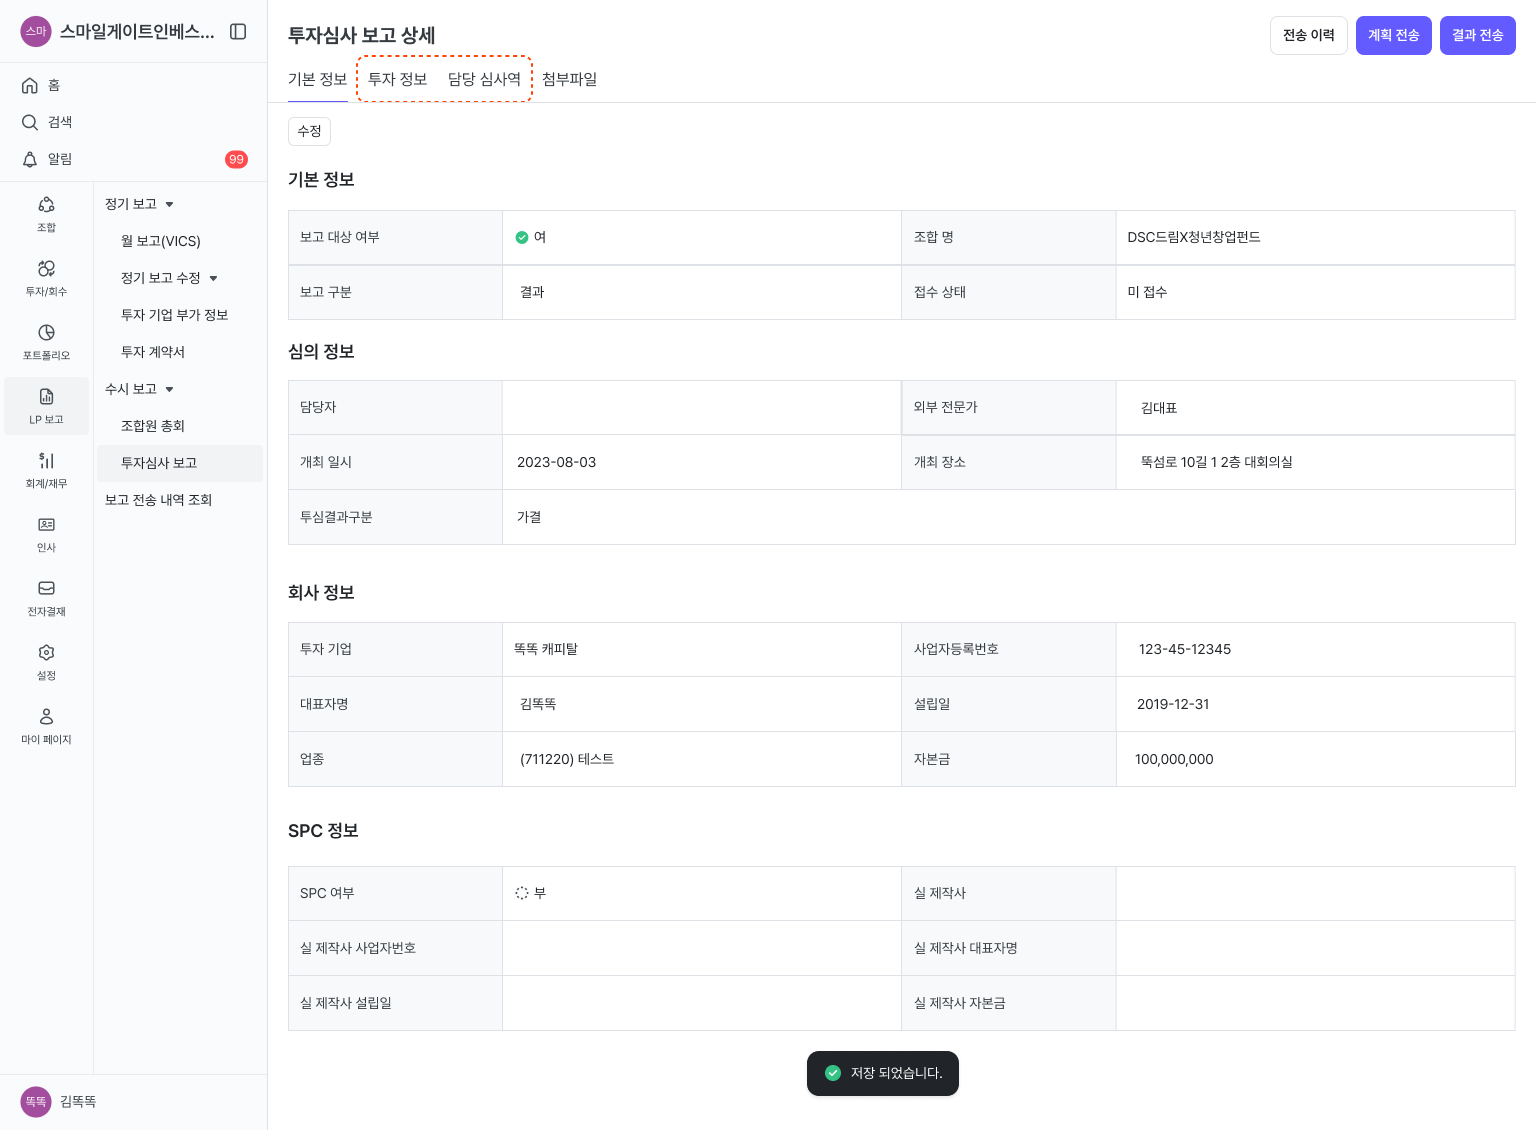 스마 스마일게이트인베스...
홈
검색
알림 99
조합
투자/회수
포트폴리오
LP 보고
회계/재무
인사
전자결재
설정
마이 페이지
정기 보고
월 보고(VICS)
정기 보고 수정
투자 기업 부가 정보
투자 계약서
수시 보고
조합원 총회
투자심사 보고
보고 전송 내역 조회
똑똑 김똑똑
투자심사 보고 상세
전송 이력 계획 전송 결과 전송
기본 정보 투자 정보 담당 심사역 첨부파일
수정
기본 정보
보고 대상 여부 여 조합 명 DSC드림X청년창업펀드
보고 구분 결과 접수 상태 미 접수
심의 정보
담당자 외부 전문가 김대표
개최 일시 2023-08-03 개최 장소 뚝섬로 10길 1 2층 대회의실
투심결과구분 가결
회사 정보
투자 기업 똑똑 캐피탈 사업자등록번호 123-45-12345
대표자명 김똑똑 설립일 2019-12-31
업종 (711220) 테스트 자본금 100,000,000
SPC 정보
SPC 여부 부 실 제작사
실 제작사 사업자번호 실 제작사 대표자명
실 제작사 설립일 실 제작사 자본금
저장 되었습니다.